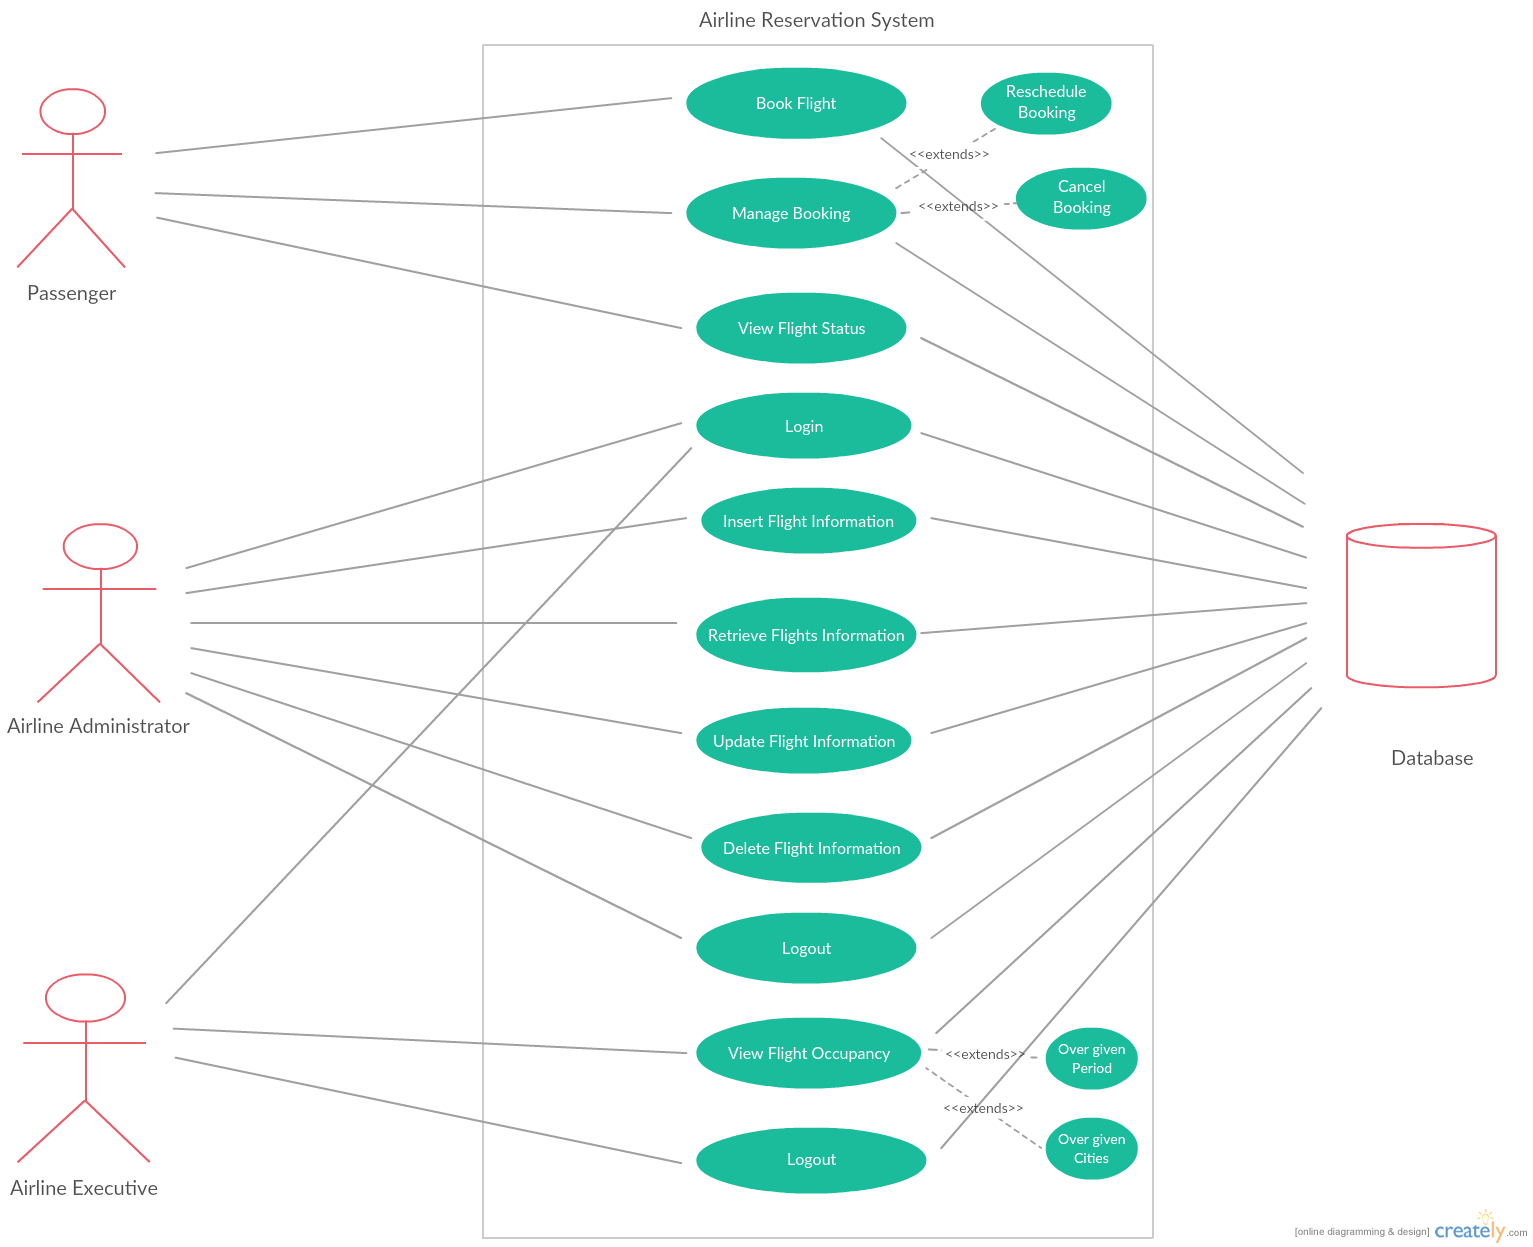 Airline Reservation System
Book Flight
Reschedule
Booking
<<extends>>
Manage Booking
<<extends>>
Cancel
Booking
Passenger
View Flight Status
Login
Insert Flight Information
Retrieve Flights Information
Airline Administrator
Update Flight Information
Database
Delete Flight Information
Logout
View Flight Occupancy
<<extends>>
Over given
Period
<<extends>>
Over given
Cities
Logout
Airline Executive
[online diagramming & design] creately.com